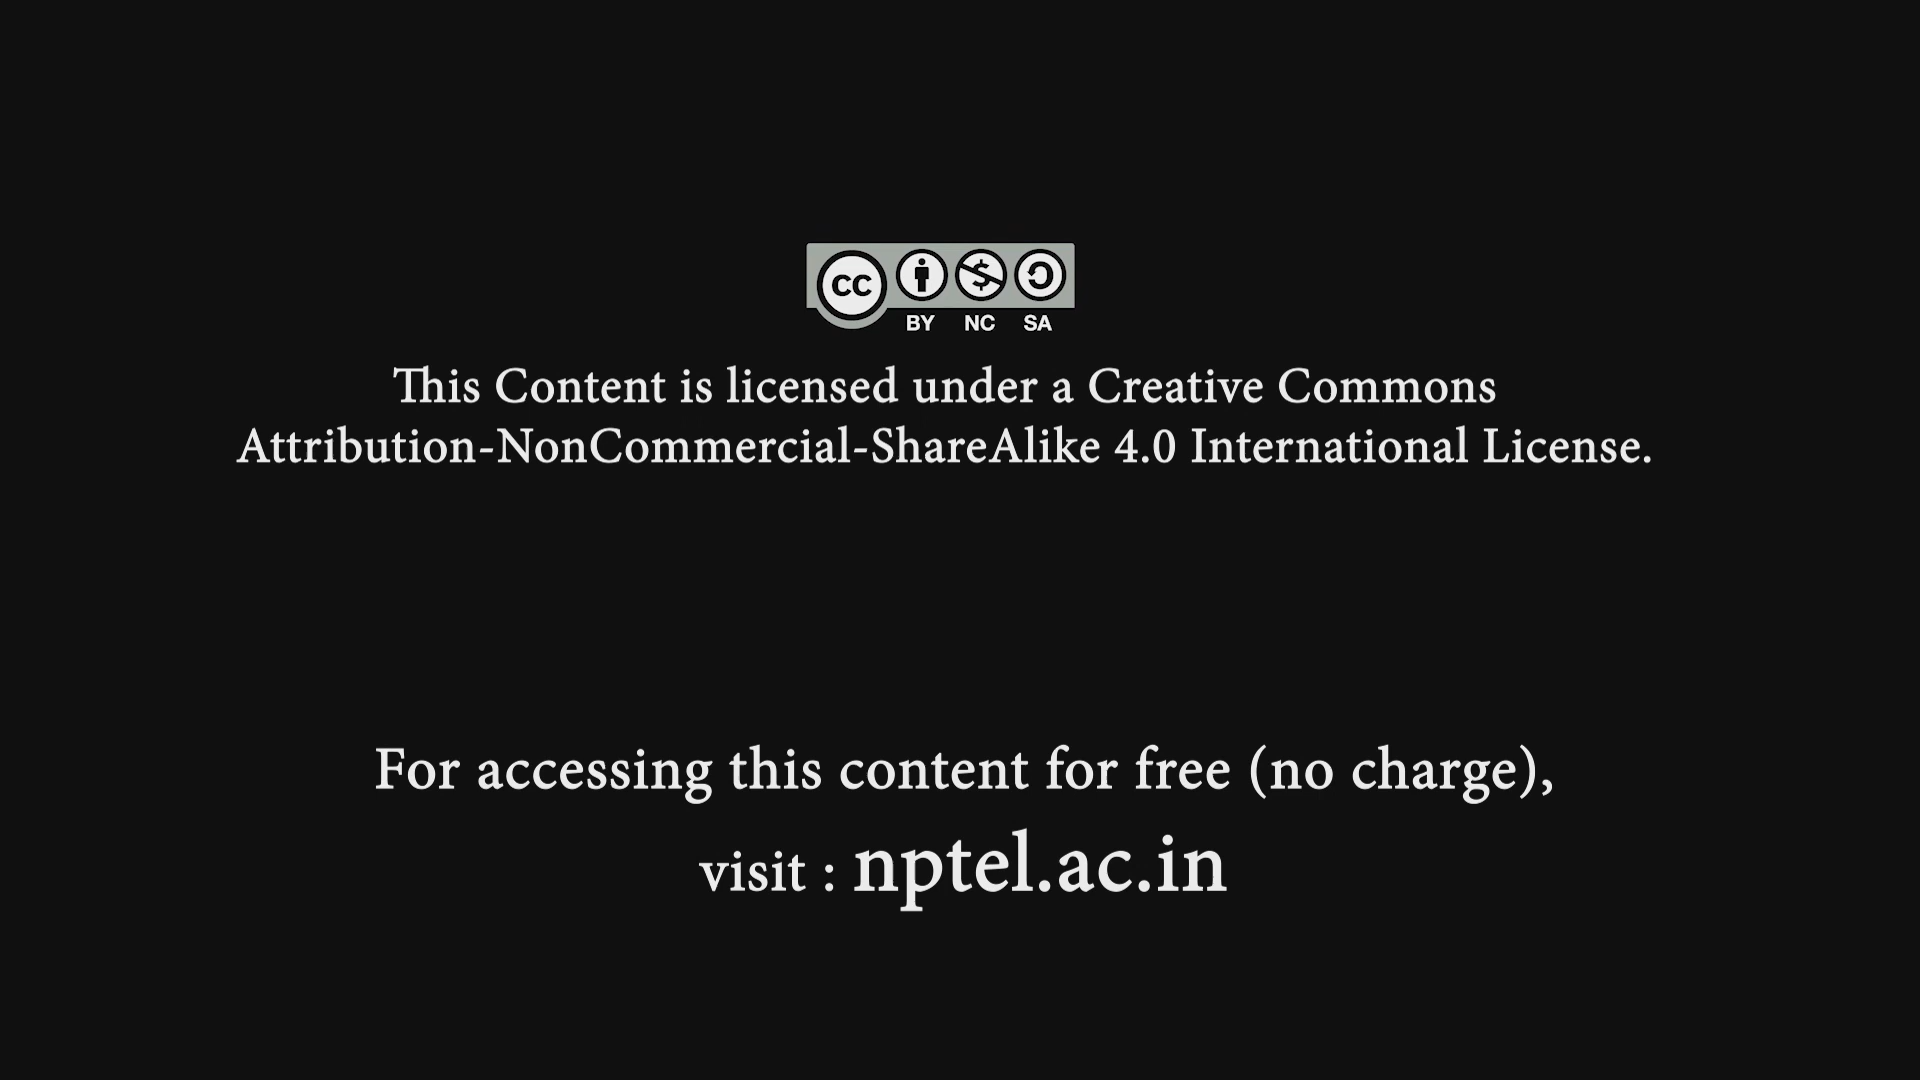 cc
BY NC SA
This Content is licensed under a Creative Commons
Attribution-NonCommercial-ShareAlike 4.0 International License.
For accessing this content for free (no charge),
visit : nptel.ac.in